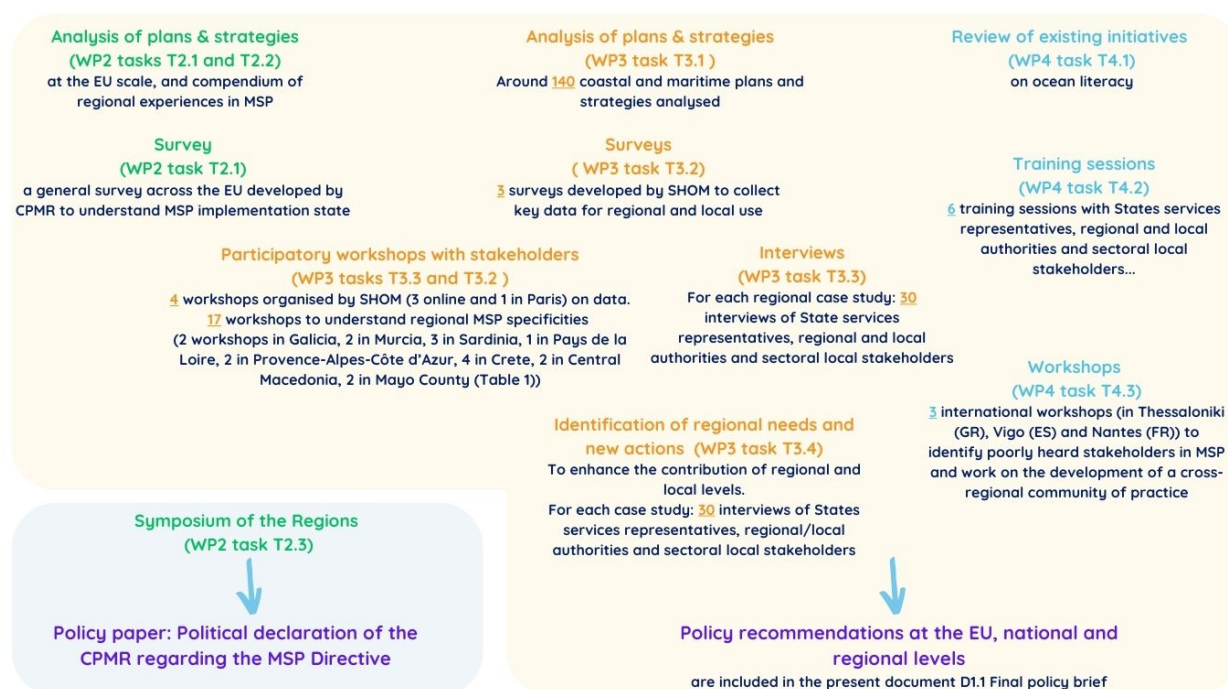 Analysis of plans & strategies
(WP2 tasks T2.1 and T2.2)
at the EU scale, and compendium of
regional experiences in MSP
Analysis of plans & strategies
(WP3 task T3.1 )
Around 140 coastal and maritime plans and
strategies analysed
Review of existing initiatives
(WP4 task T4.1)
on ocean literacy
Survey
(WP2 task T2.1)
a general survey across the EU developed by
CPMR to understand MSP implementation state
Surveys
( WP3 task T3.2)
3 surveys developed by SHOM to collect
key data for regional and local use
Training sessions
(WP4 task T4.2)
6 training sessions with States services
representatives, regional and local
authorities and sectoral local
stakeholders...
Participatory workshops with stakeholders
(WP3 tasks T3.3 and T3.2 )
4 workshops organised by SHOM (3 online and 1 in Paris) on data.
17 workshops to understand regional MSP specificities
(2 workshops in Galicia, 2 in Murcia, 3 in Sardinia, 1 in Pays de la
Loire, 2 in Provence-Alpes-Côte d'Azur, 4 in Crete, 2 in Central
Macedonia, 2 in Mayo County (Table 1))
Interviews
(WP3 task T3.3)
For each regional case study: 30
interviews of State services
representatives, regional and local
authorities and sectoral local stakeholders
Workshops
(WP4 task T4.3)
3 international workshops (in Thessaloniki
(GR), Vigo (ES) and Nantes (FR)) to
identify poorly heard stakeholders in MSP
and work on the development of a cross-
regional community of practice
Identification of regional needs and
new actions (WP3 task T3.4)
To enhance the contribution of regional and
local levels.
For each case study: 30 interviews of States
services representatives, regional/local
authorities and sectoral local stakeholders
Symposium of the Regions
(WP2 task T2.3)
Policy paper: Political declaration of the
CPMR regarding the MSP Directive
Policy recommendations at the EU, national and
regional levels
are included in the present document D1.1 Final policy brief